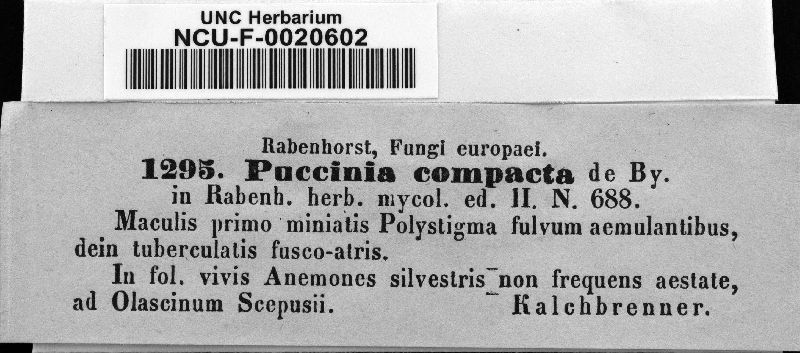 UNC Herbarium
NCU-F-0020602
Rabenhorst, Fungi europaei.
1295. Puccinia compacta de By.
in Rabenh. herb. mycol. ed. II. N. 688.
Maculis primo miniatis Polystigma fulvum aemulantibus,
dein tuberculatis fusco-atris.
In fol. vivis Anemones silvestris non frequens aestate,
ad Olascinum Scepusii. Kalchbrenner.